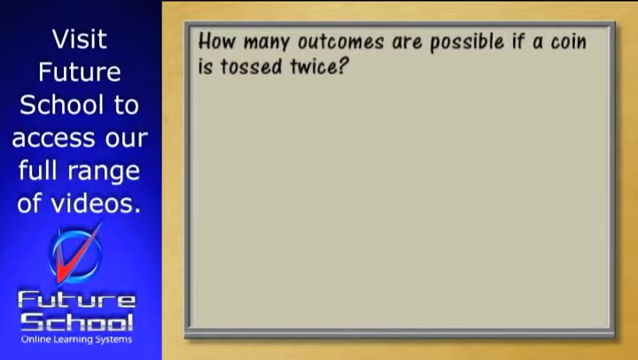 Visit
Future
School to
access our
full range
of videos.
Future
School
Online Learning Systems
How many outcomes are possible if a coin
is tossed twice?